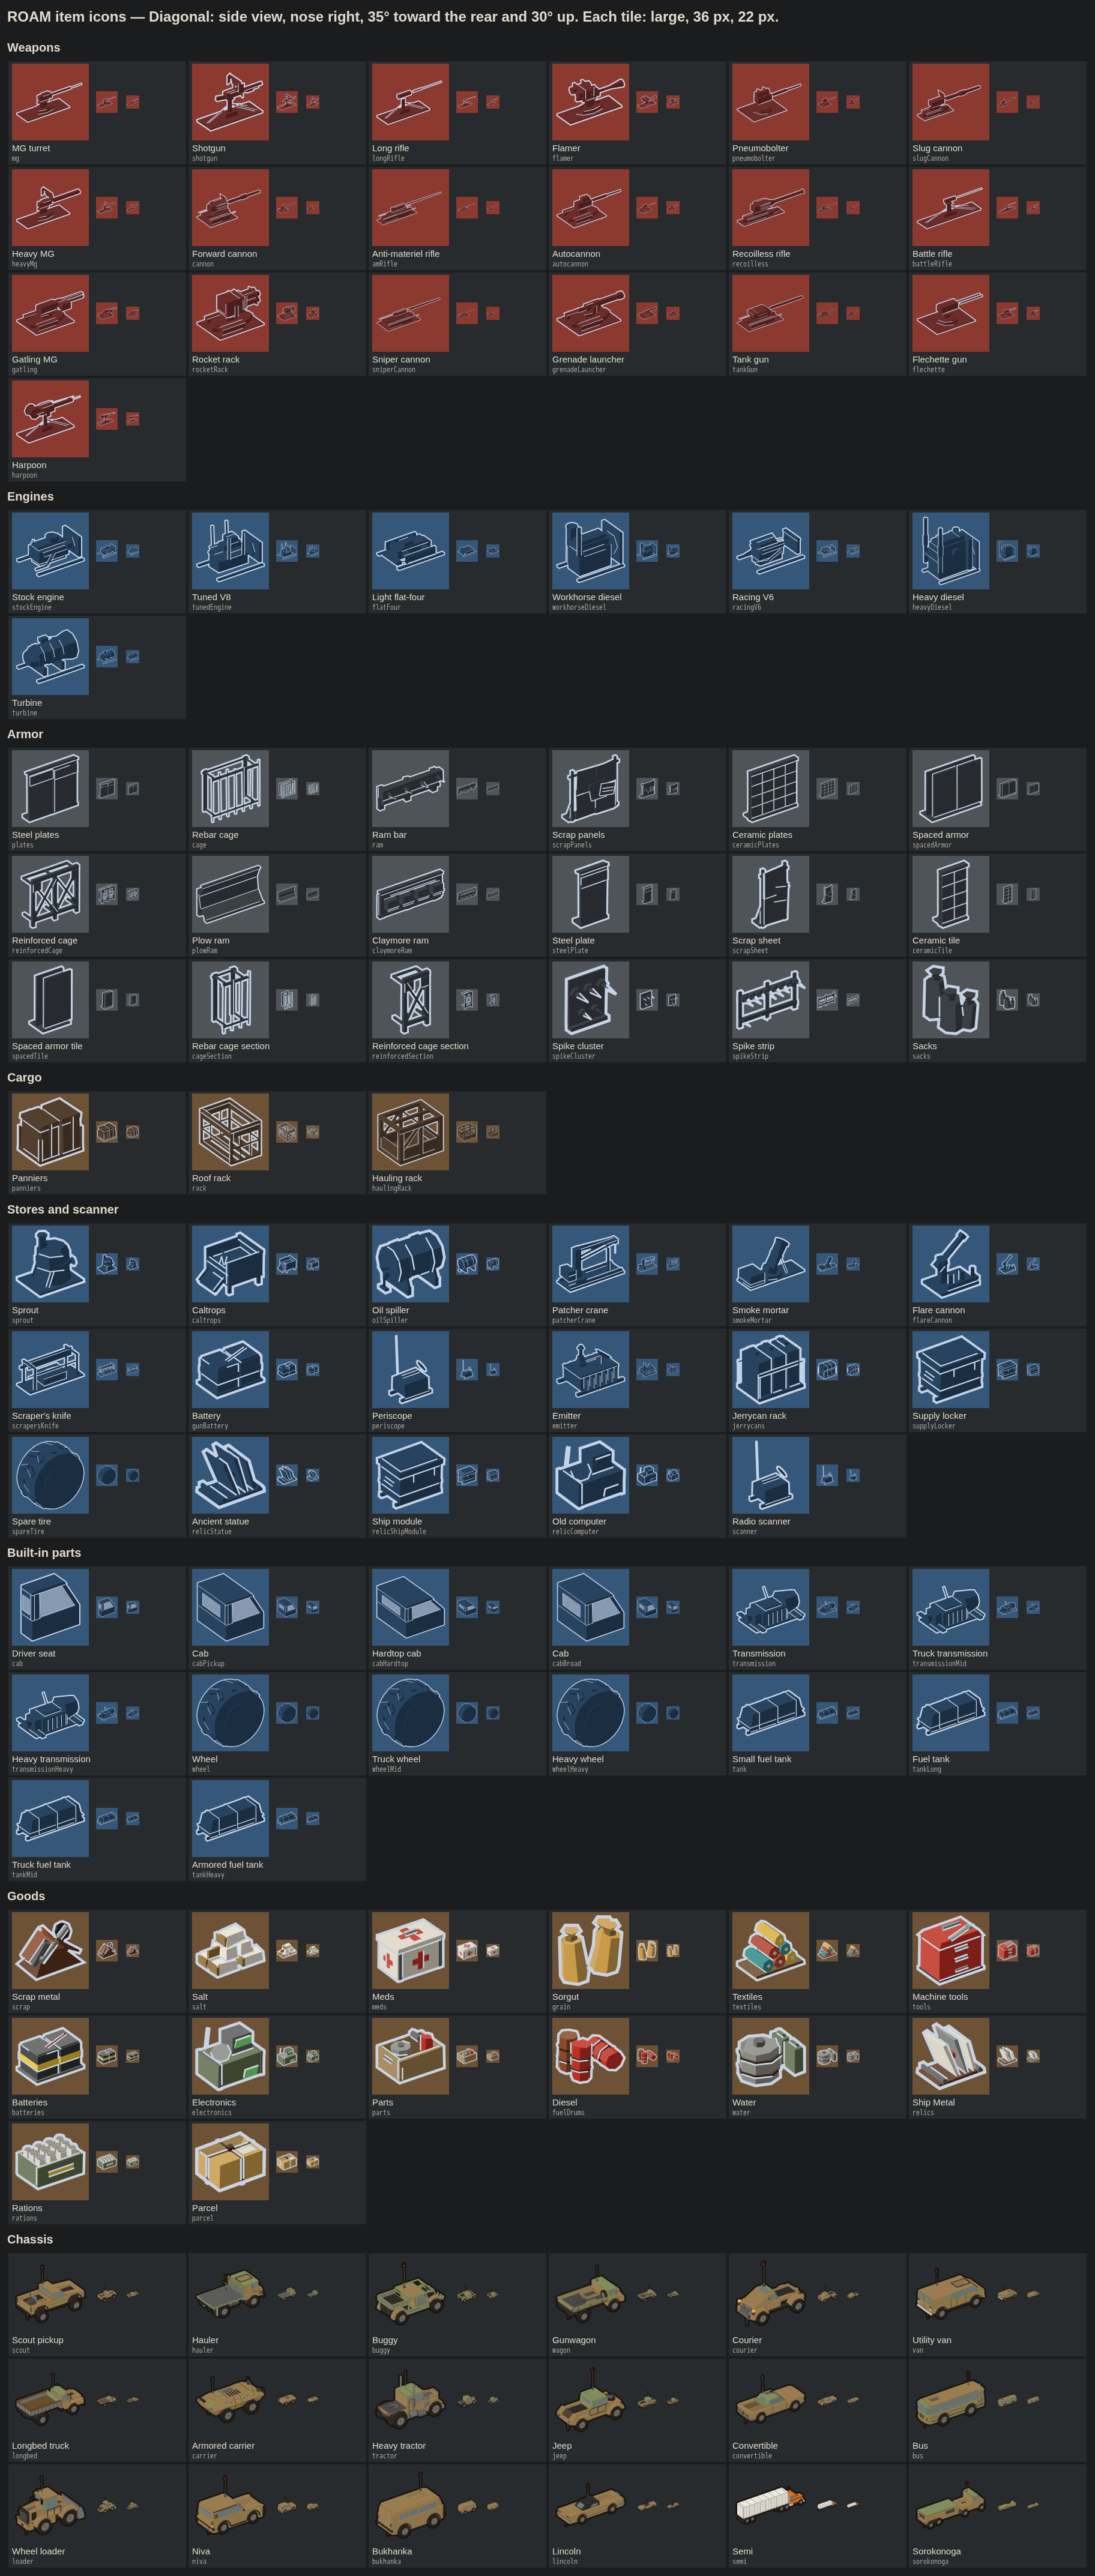 ROAM item icons — Diagonal: side view, nose right, 35° toward the rear and 30° up. Each tile: large, 36 px, 22 px.
Weapons
MG turret
mg
Shotgun
shotgun
Long rifle
longRifle
Flamer
flamer
Pneumobolter
pneumobolter
Slug cannon
slugCannon
Heavy MG
heavyMg
Forward cannon
cannon
Anti-materiel rifle
amRifle
Autocannon
autocannon
Recoilless rifle
recoilless
Battle rifle
battleRifle
Gatling MG
gatling
Rocket rack
rocketRack
Sniper cannon
sniperCannon
Grenade launcher
grenadeLauncher
Tank gun
tankGun
Flechette gun
flechette
Harpoon
harpoon
Engines
Stock engine
stockEngine
Tuned V8
tunedEngine
Light flat-four
flatFour
Workhorse diesel
workhorseDiesel
Racing V6
racingV6
Heavy diesel
heavyDiesel
Turbine
turbine
Armor
Steel plates
plates
Rebar cage
cage
Ram bar
ram
Scrap panels
scrapPanels
Ceramic plates
ceramicPlates
Spaced armor
spacedArmor
Reinforced cage
reinforcedCage
Plow ram
plowRam
Claymore ram
claymoreRam
Steel plate
steelPlate
Scrap sheet
scrapSheet
Ceramic tile
ceramicTile
Spaced armor tile
spacedTile
Rebar cage section
cageSection
Reinforced cage section
reinforcedSection
Spike cluster
spikeCluster
Spike strip
spikeStrip
Sacks
sacks
Cargo
Panniers
panniers
Roof rack
rack
Hauling rack
haulingRack
Stores and scanner
Sprout
sprout
Caltrops
caltrops
Oil spiller
oilSpiller
Patcher crane
patcherCrane
Smoke mortar
smokeMortar
Flare cannon
flareCannon
Scraper's knife
scrapersKnife
Battery
gunBattery
Periscope
periscope
Emitter
emitter
Jerrycan rack
jerrycans
Supply locker
supplyLocker
Spare tire
spareTire
Ancient statue
relicStatue
Ship module
relicShipModule
Old computer
relicComputer
Radio scanner
scanner
Built-in parts
Driver seat
cab
Cab
cabPickup
Hardtop cab
cabHardtop
Cab
cabBroad
Transmission
transmission
Truck transmission
transmissionMid
Heavy transmission
transmissionHeavy
Wheel
wheel
Truck wheel
wheelMid
Heavy wheel
wheelHeavy
Small fuel tank
tank
Fuel tank
tankLong
Truck fuel tank
tankMid
Armored fuel tank
tankHeavy
Goods
Scrap metal
scrap
Salt
salt
Meds
meds
Sorgut
grain
Textiles
textiles
Machine tools
tools
Batteries
batteries
Electronics
electronics
Parts
parts
Diesel
fuelDrums
Water
water
Ship Metal
relics
Rations
rations
Parcel
parcel
Chassis
Scout pickup
scout
Hauler
hauler
Buggy
buggy
Gunwagon
wagon
Courier
courier
Utility van
van
Longbed truck
longbed
Armored carrier
carrier
Heavy tractor
tractor
Jeep
jeep
Convertible
convertible
Bus
bus
Wheel loader
loader
Niva
niva
Bukhanka
bukhanka
Lincoln
lincoln
Semi
semi
Sorokonoga
sorokonoga